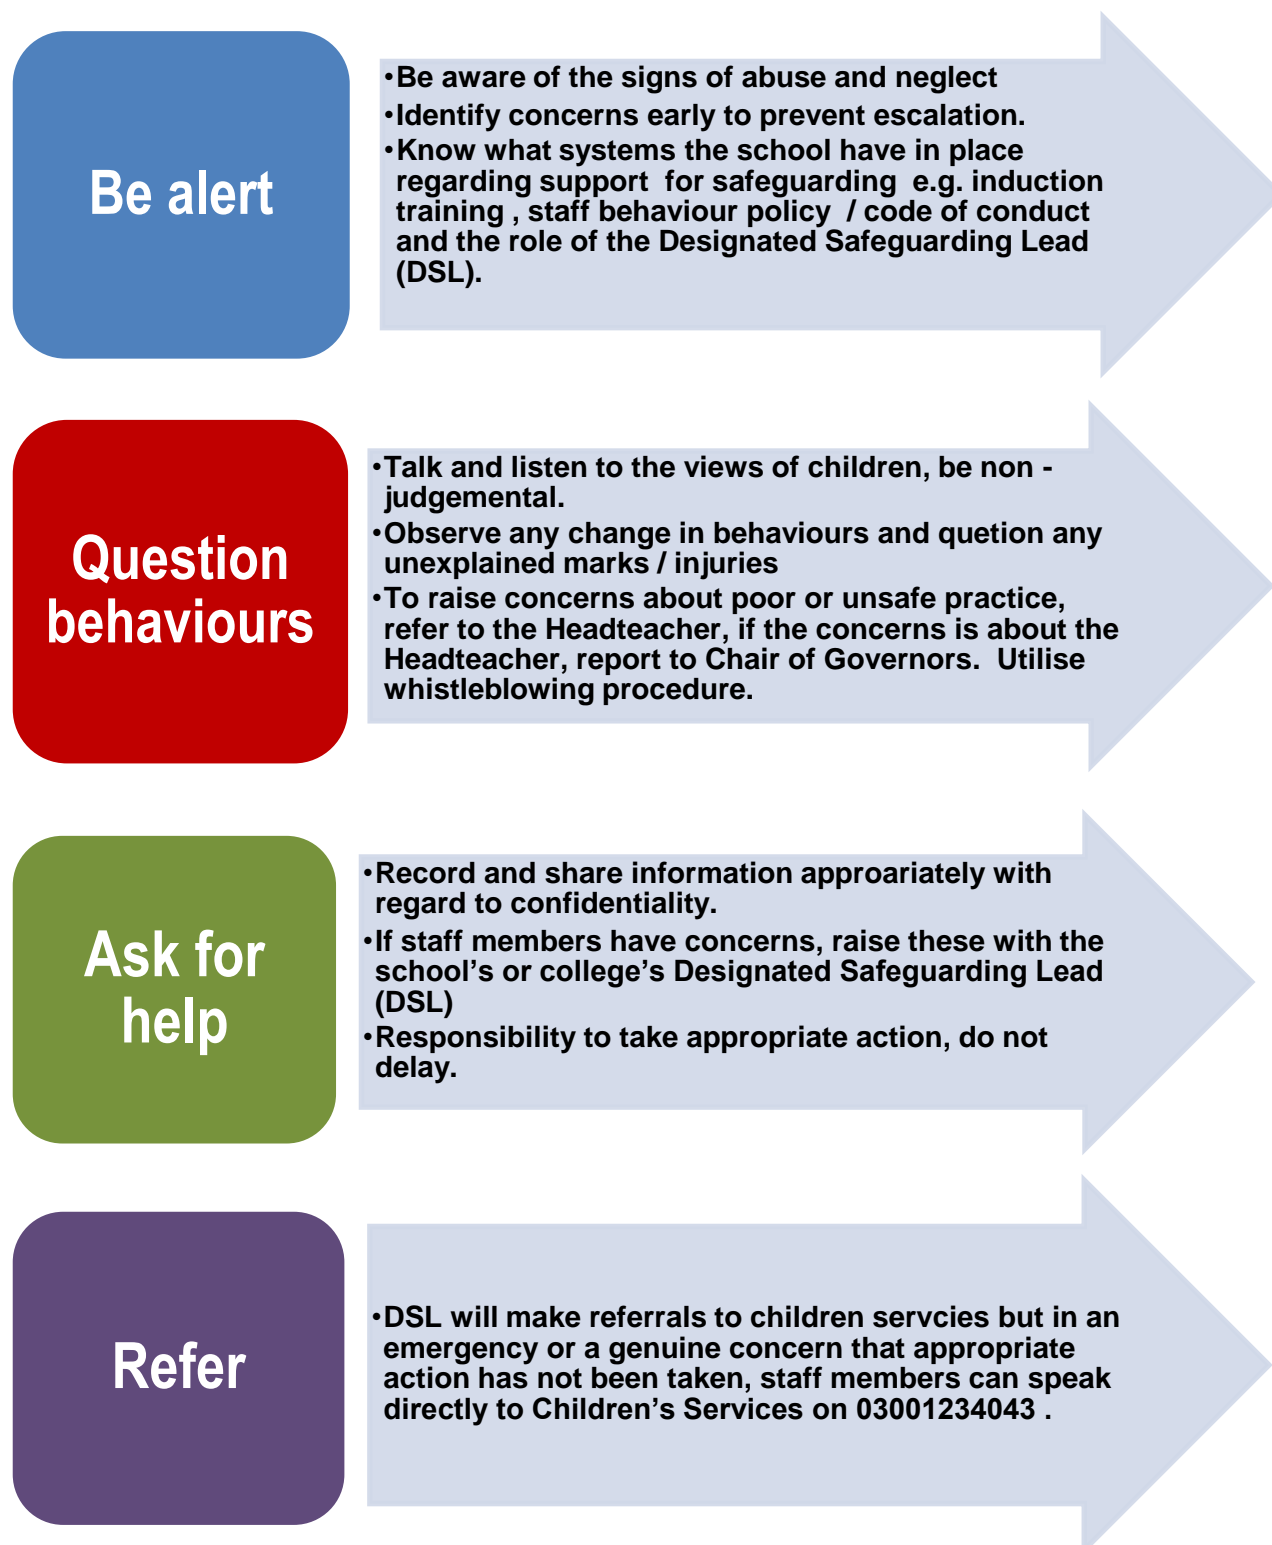 Be alert
•Be aware of the signs of abuse and neglect
•Identify concerns early to prevent escalation.
•Know what systems the school have in place
regarding support  for safeguarding  e.g. induction
training , staff behaviour policy  / code of conduct
and the role of the Designated Safeguarding Lead
(DSL).
Question
behaviours
•Talk and listen to the views of children, be non -
judgemental.
•Observe any change in behaviours and quetion any
unexplained marks / injuries
•To raise concerns about poor or unsafe practice,
refer to the Headteacher, if the concerns is about the
Headteacher, report to Chair of Governors.  Utilise
whistleblowing procedure.
Ask for
help
•Record and share information approariately with
regard to confidentiality.
•If staff members have concerns, raise these with the
school’s or college’s Designated Safeguarding Lead
(DSL)
•Responsibility to take appropriate action, do not
delay.
Refer
•DSL will make referrals to children servcies but in an
emergency or a genuine concern that appropriate
action has not been taken, staff members can speak
directly to Children’s Services on 03001234043 .